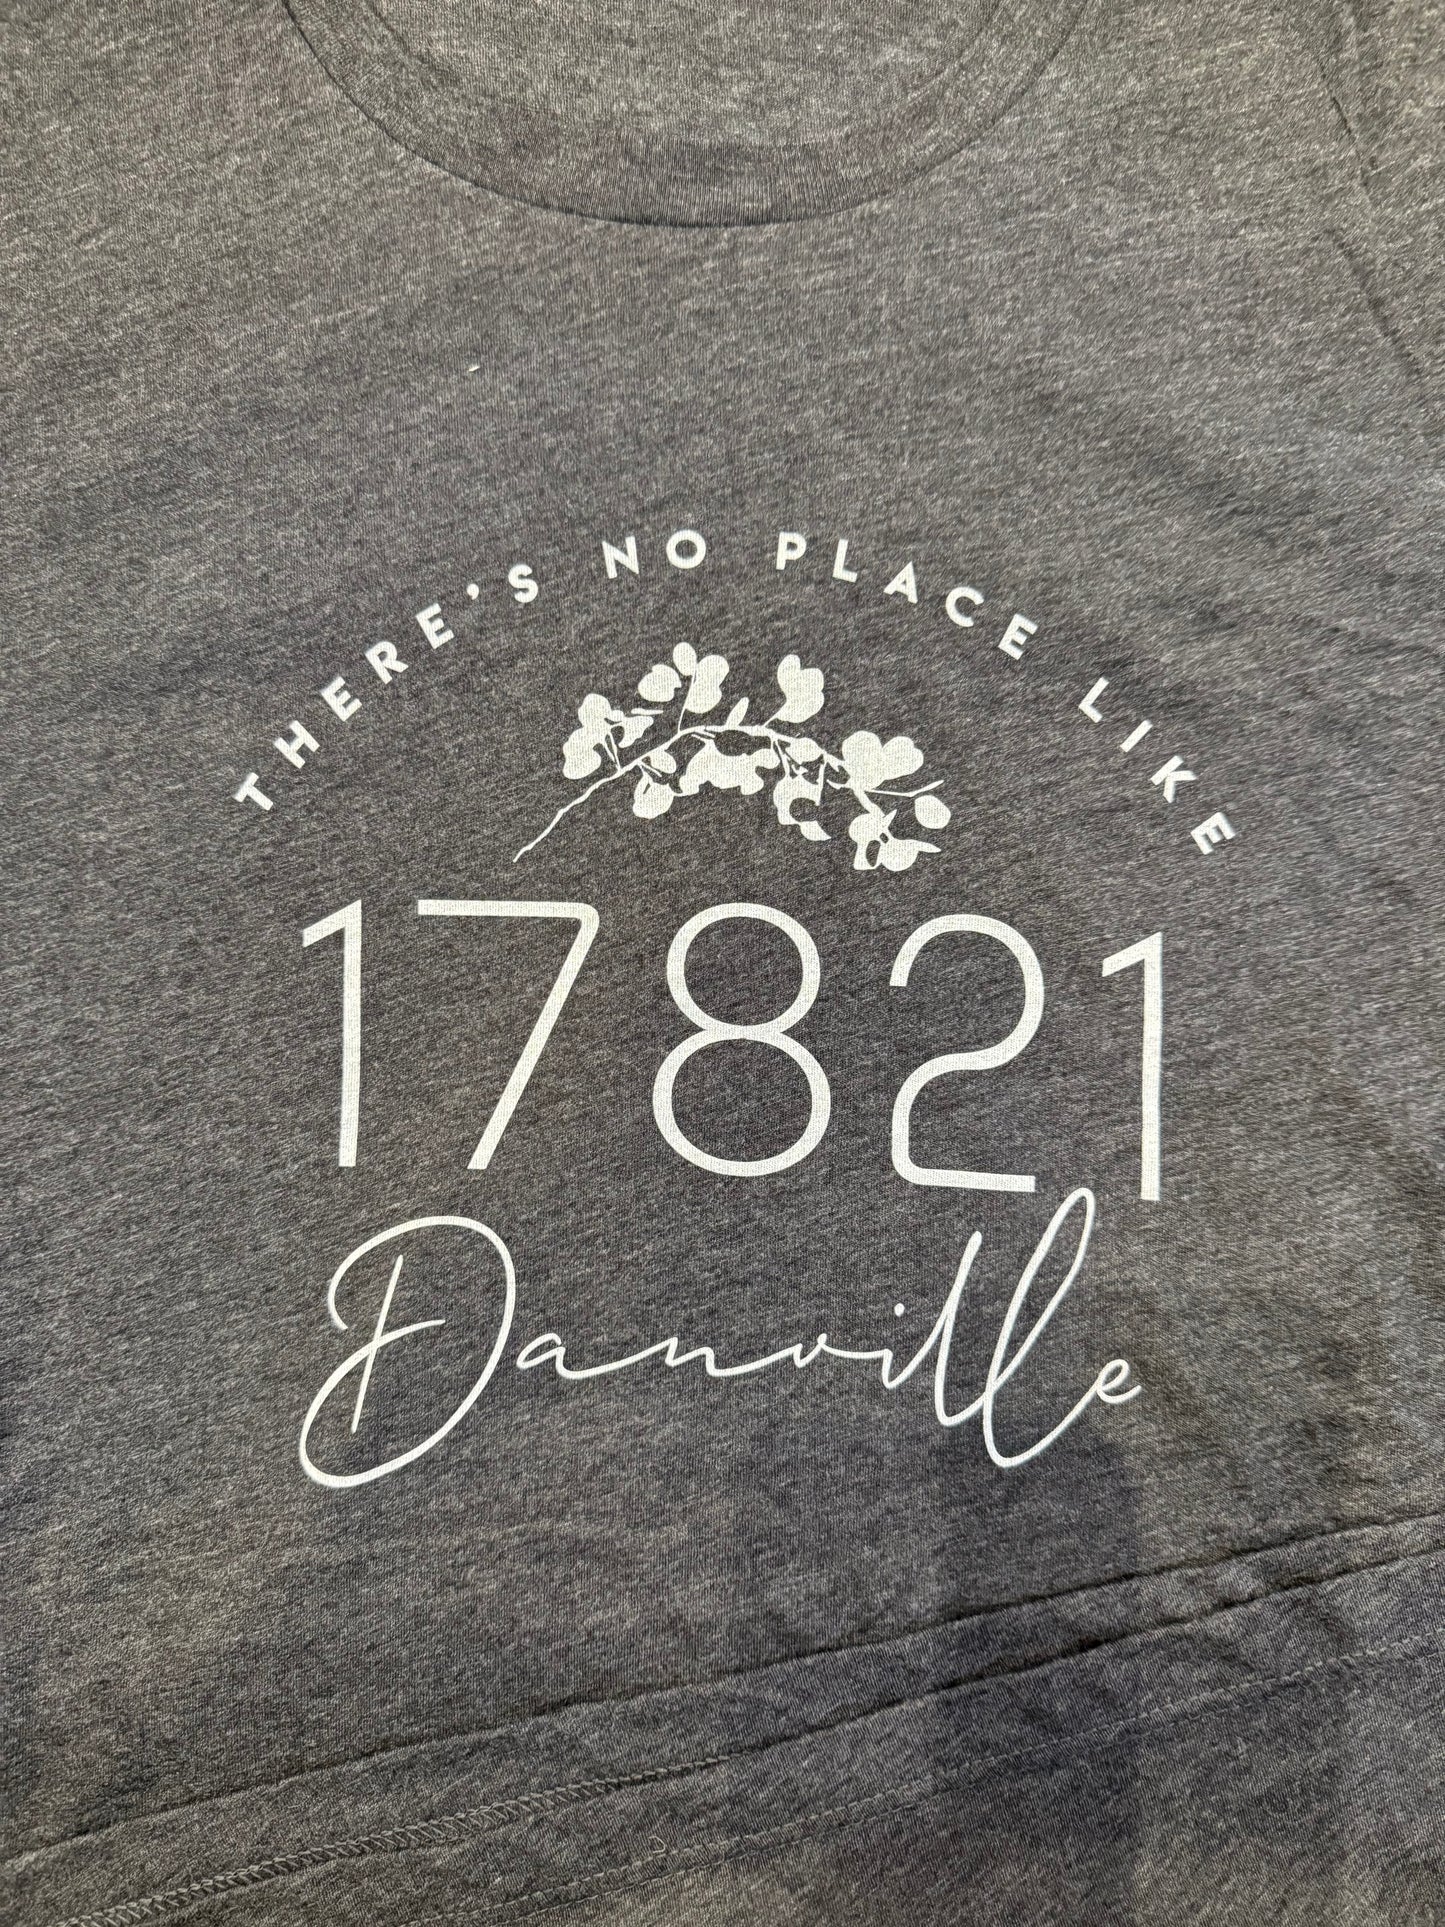 THERE'S NO PLACE LIKE
17821
Danville